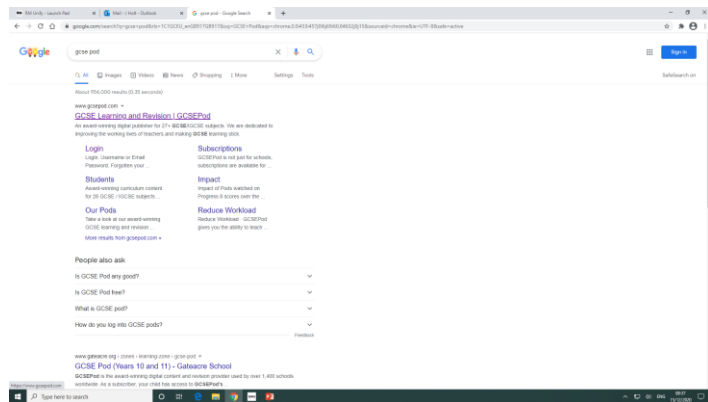 RM Unify - Launch Pad
Mail - J Holt - Outlook
gcse pod - Google Search
Google
gcse pod
Sign in
All Images Videos News Shopping More Settings Tools
SafeSearch on
About 956,000 results (0.35 seconds)
www.gcsepod.com
GCSE Learning and Revision | GCSEPod
An award-winning digital publisher for 27+ GCSE/IGCSE subjects. We are dedicated to
improving the working lives of teachers and making GCSE learning stick.
Login
Login. Username or Email
Password. Forgotten your ...
Subscriptions
GCSEPod is not just for schools,
subscriptions are available for ...
Students
Award-winning curriculum content
for 28 GCSE / IGCSE subjects ...
Impact
Impact of Pods watched on
Progress 8 scores over the ...
Our Pods
Take a look at our award-winning
GCSE learning and revision ...
Reduce Workload
Reduce Workload · GCSEPod
gives you the ability to teach ...
More results from gcsepod.com »
People also ask
Is GCSE Pod any good?
Is GCSE Pod free?
What is GCSE pod?
How do you log into GCSE pods?
Feedback
www.gateacre.org › zones › learning-zone › gcse-pod
GCSE Pod (Years 10 and 11) - Gateacre School
GCSEPod is the award-winning digital content and revision provider used by over 1,400 schools
worldwide. As a subscriber, your child has access to GCSEPod's
https://www.gcsepod.com
Type here to search
ENG